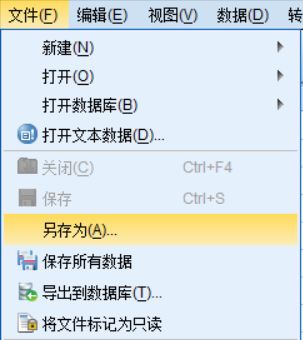 文件(F) 编辑(E) 视图(V) 数据(D) 转
新建(N)
打开(O)
打开数据库(B)
打开文本数据(D)...
关闭(C) Ctrl+F4
保存 Ctrl+S
另存为(A)...
保存所有数据
导出到数据库(T)...
将文件标记为只读